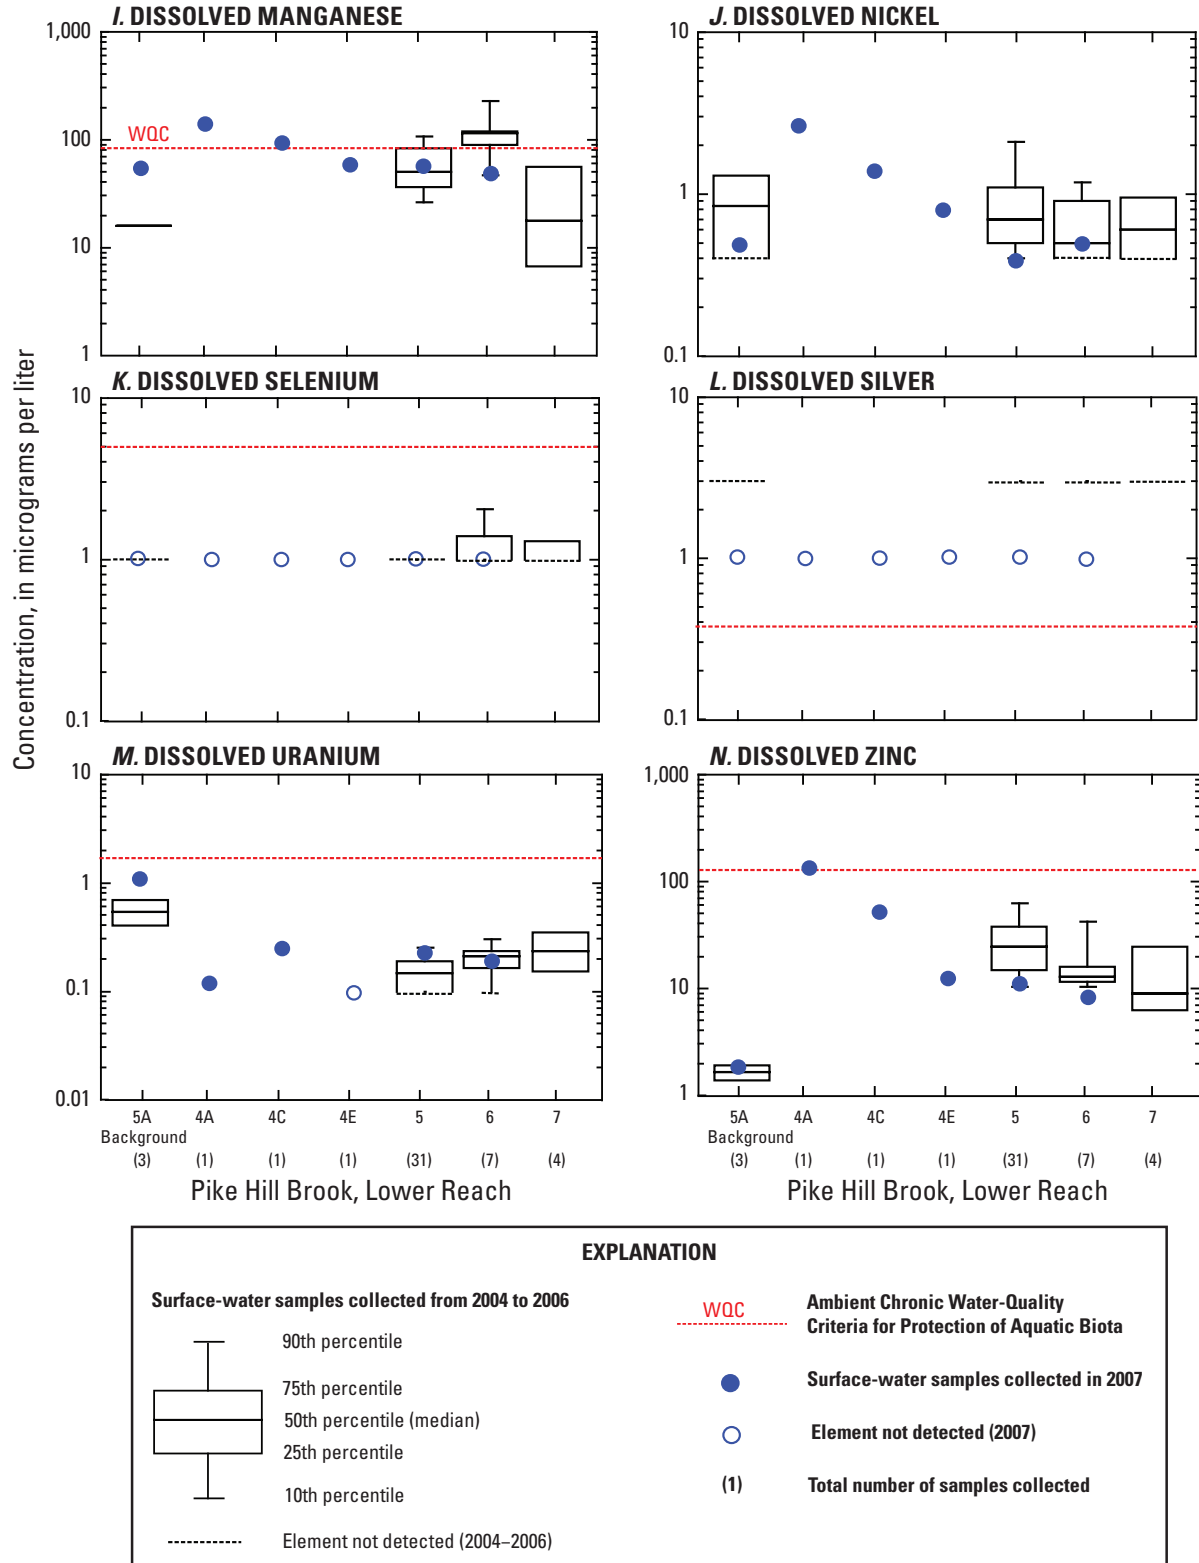 I. DISSOLVED MANGANESE
1,000
100
10
1
WQC
J. DISSOLVED NICKEL
10
1
0.1
K. DISSOLVED SELENIUM
10
1
0.1
L. DISSOLVED SILVER
10
1
0.1
Concentration, in micrograms per liter
M. DISSOLVED URANIUM
10
1
0.1
0.01
5A 4A 4C 4E 5 6 7
Background
(3) (1) (1) (1) (31) (7) (4)
Pike Hill Brook, Lower Reach
N. DISSOLVED ZINC
1,000
100
10
1
5A 4A 4C 4E 5 6 7
Background
(3) (1) (1) (1) (31) (7) (4)
Pike Hill Brook, Lower Reach
EXPLANATION
Surface-water samples collected from 2004 to 2006
90th percentile
75th percentile
50th percentile (median)
25th percentile
10th percentile
Element not detected (2004–2006)
WQC
Ambient Chronic Water-Quality
Criteria for Protection of Aquatic Biota
Surface-water samples collected in 2007
Element not detected (2007)
(1) Total number of samples collected